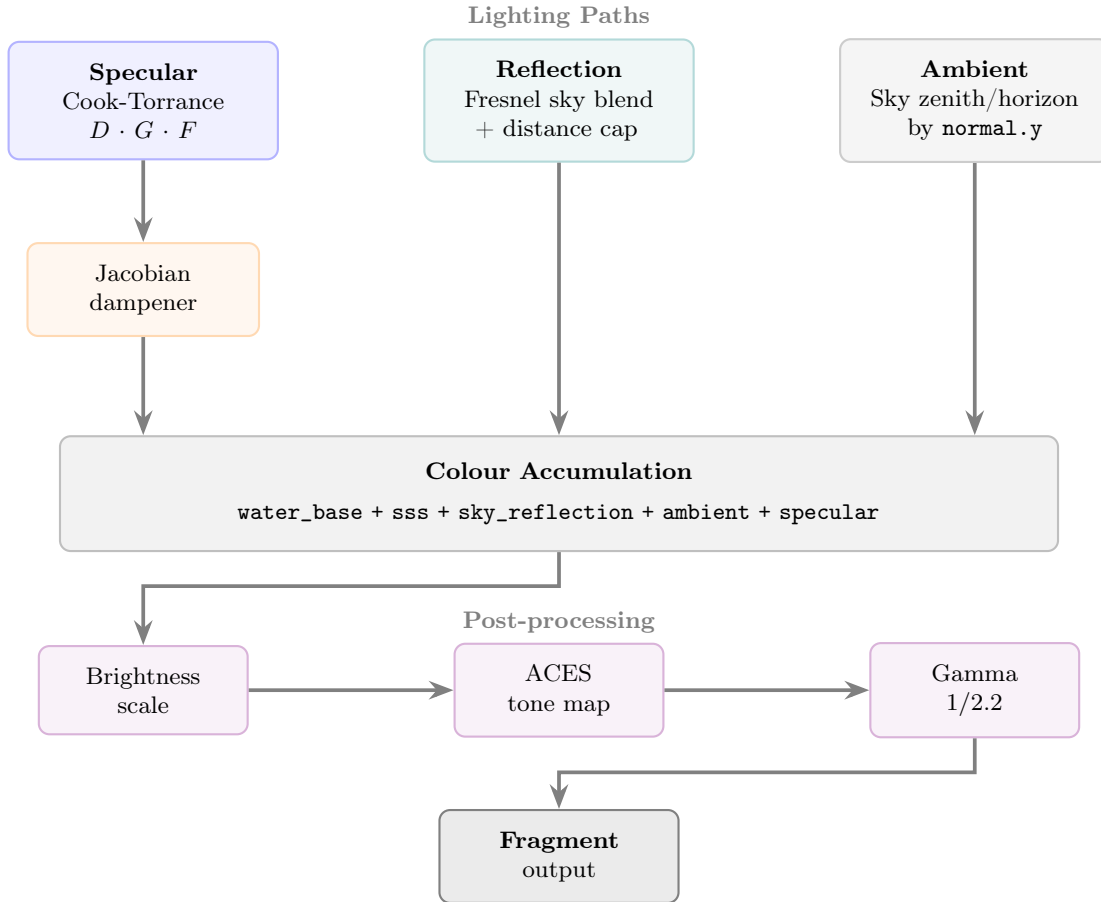 Lighting Paths
Specular
Cook-Torrance
D · G · F
Reflection
Fresnel sky blend
+ distance cap
Ambient
Sky zenith/horizon
by normal.y
Jacobian
dampener
Colour Accumulation
water_base + sss + sky_reflection + ambient + specular
Post-processing
Brightness
scale
ACES
tone map
Gamma
1/2.2
Fragment
output